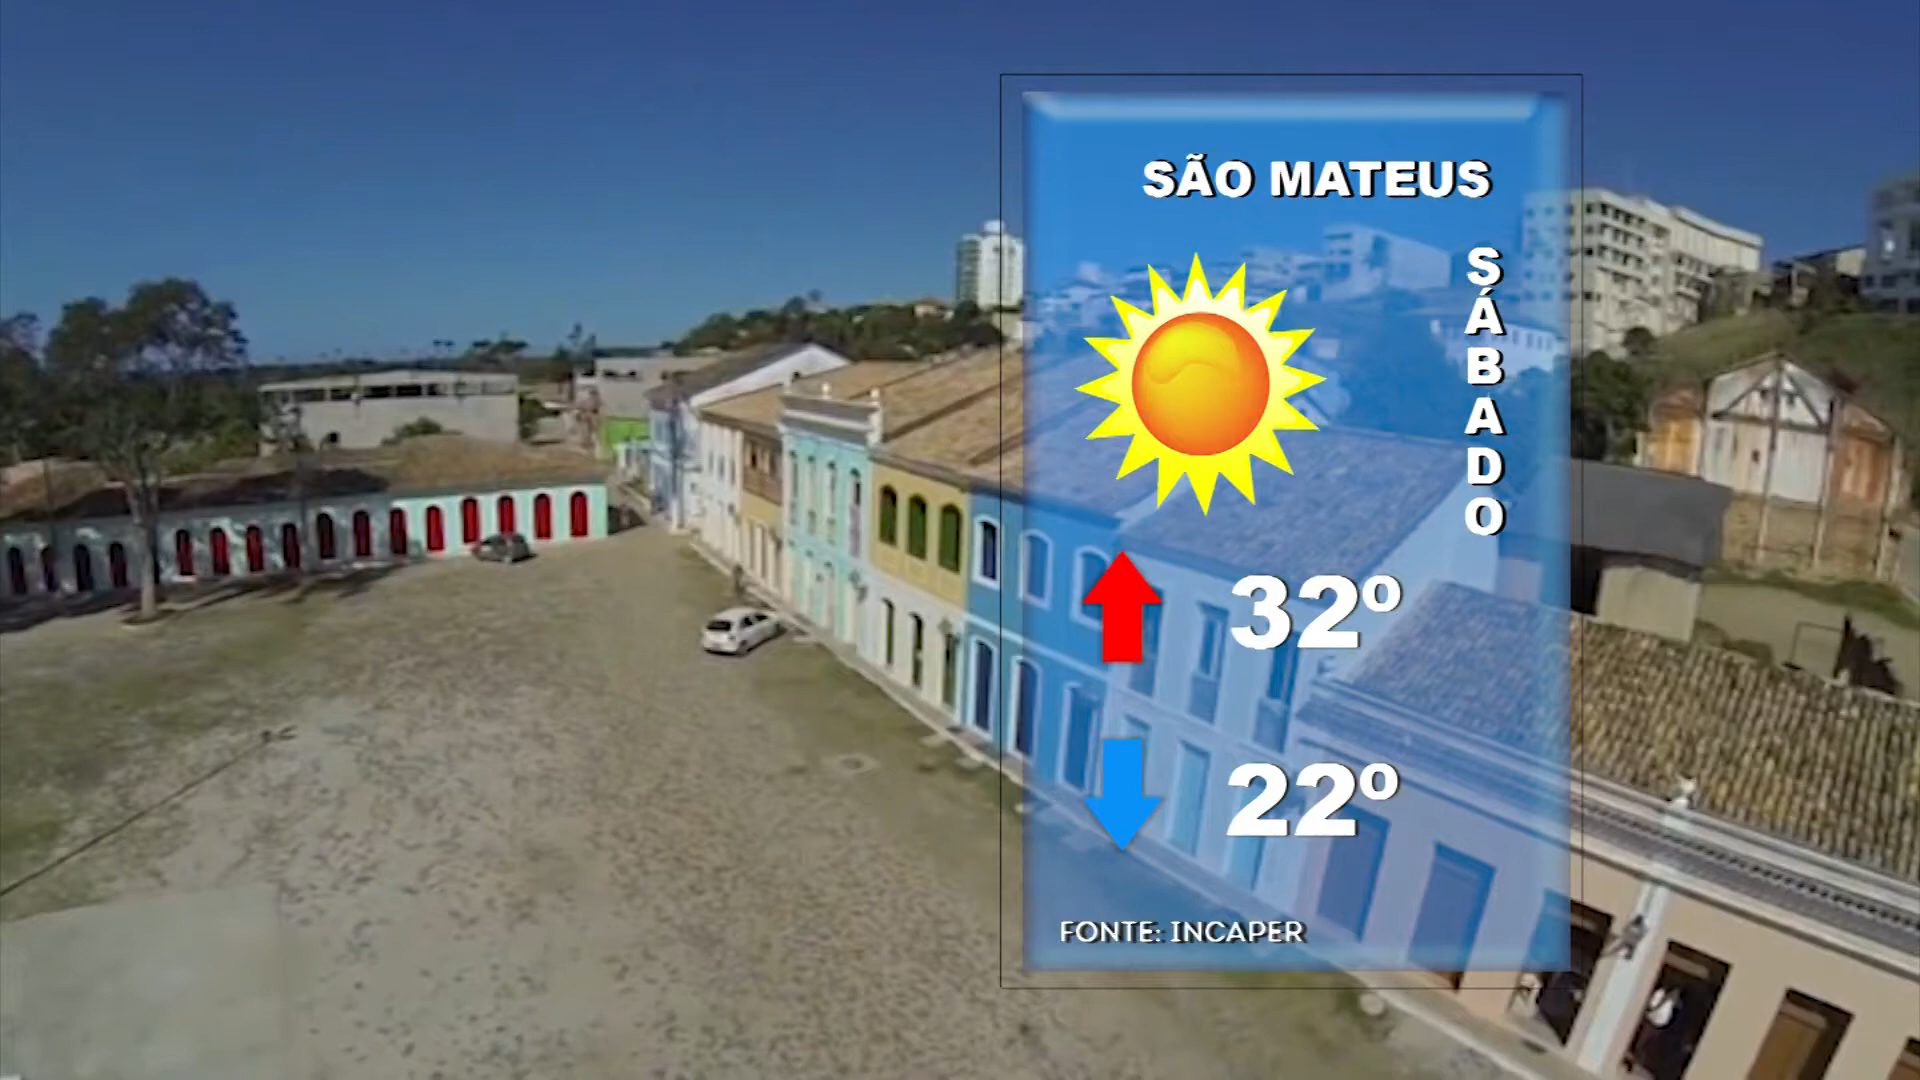 SÃO MATEUS
SÁBADO
32º
22º
FONTE: INCAPER